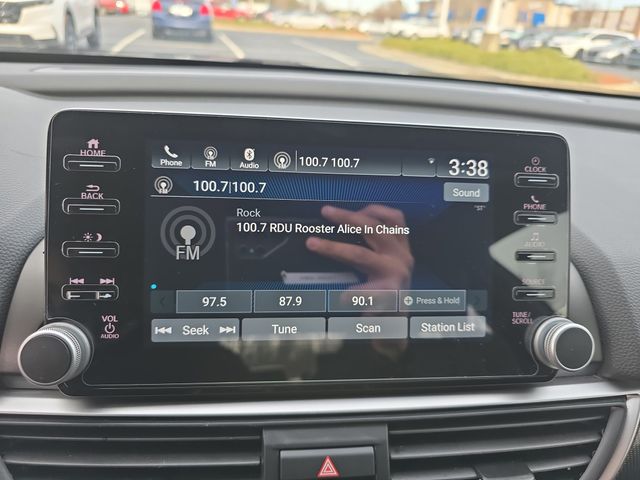 HOME
BACK
VOL
AUDIO
Phone
FM
Audio
FM
100.7 100.7
3:38
FM
100.7|100.7
Sound
FM
Rock
100.7 RDU Rooster Alice In Chains
97.5
87.9
90.1
Press & Hold
Seek
Tune
Scan
Station List
CLOCK
PHONE
AUDIO
SOURCE
TUNE/
SCROLL